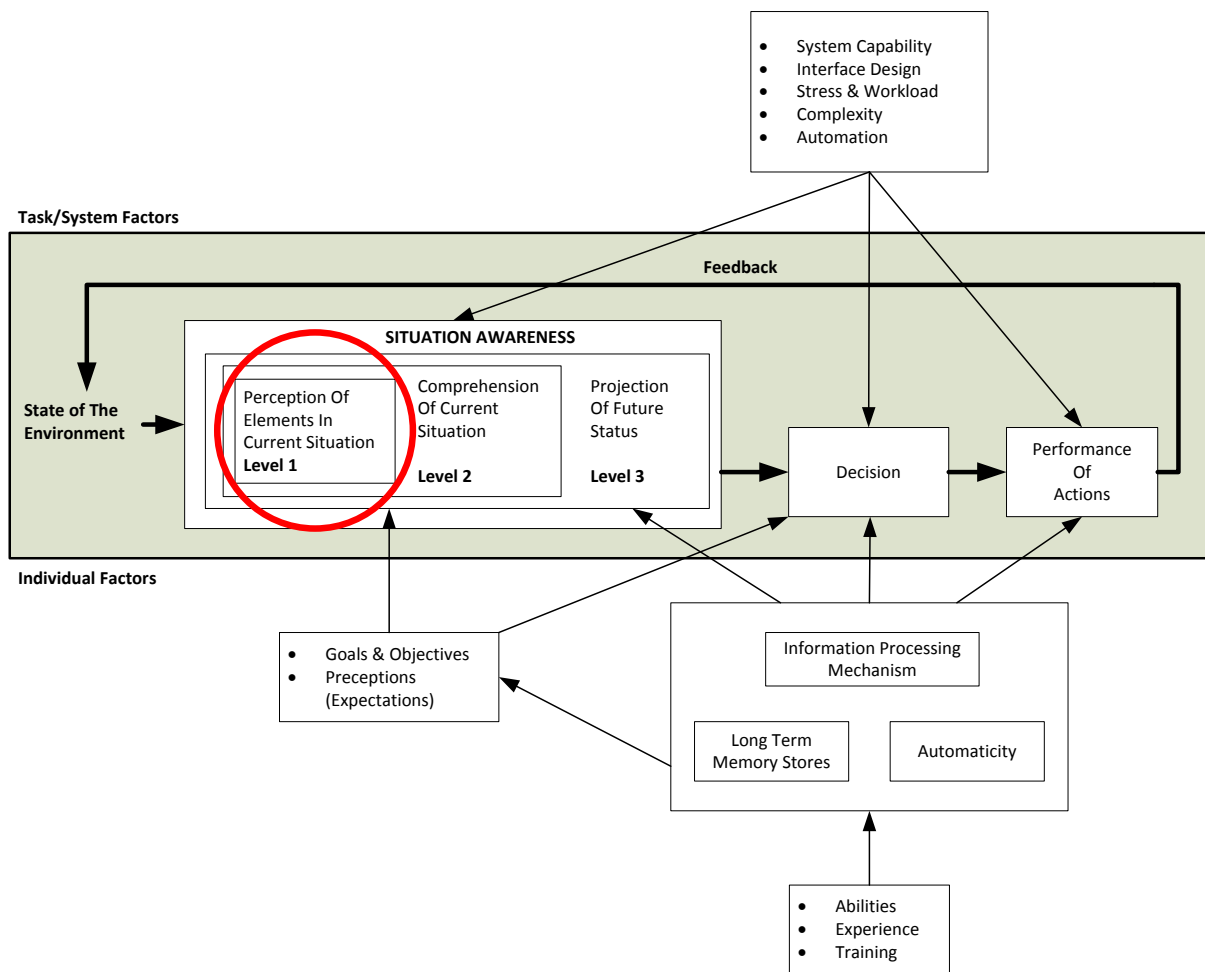 • System Capability
• Interface Design
• Stress & Workload
• Complexity
• Automation
Task/System Factors
Feedback
SITUATION AWARENESS
Perception Of
Elements In
Current Situation
Level 1
Comprehension
Of Current
Situation
Level 2
Projection
Of Future
Status
Level 3
State of The
Environment
Decision
Performance
Of
Actions
Individual Factors
• Goals & Objectives
• Preceptions
(Expectations)
Information Processing
Mechanism
Long Term
Memory Stores
Automaticity
• Abilities
• Experience
• Training